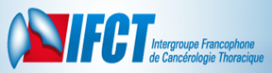 IFCT Intergroupe Francophone
de Cancérologie Thoracique